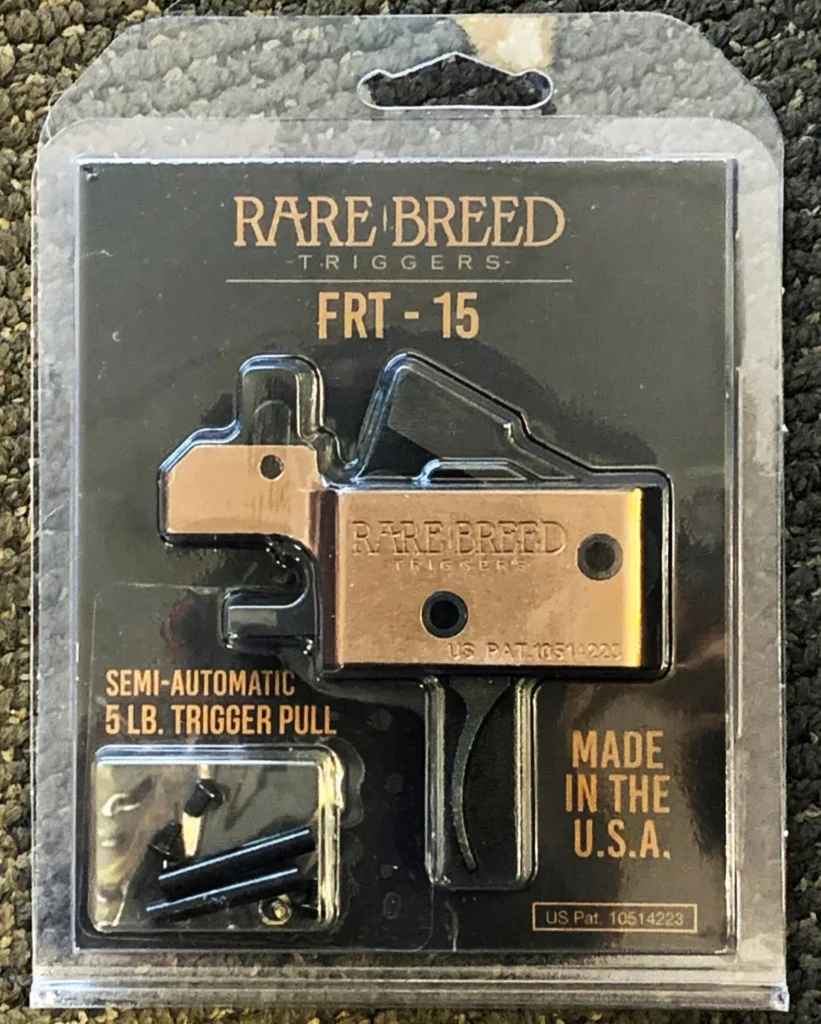 RARE BREED
TRIGGERS
FRT - 15
RARE BREED
TRIGGERS
US PAT.10514223
SEMI-AUTOMATIC
5 LB. TRIGGER PULL
MADE
IN THE
U.S.A.
US Pat. 10514223